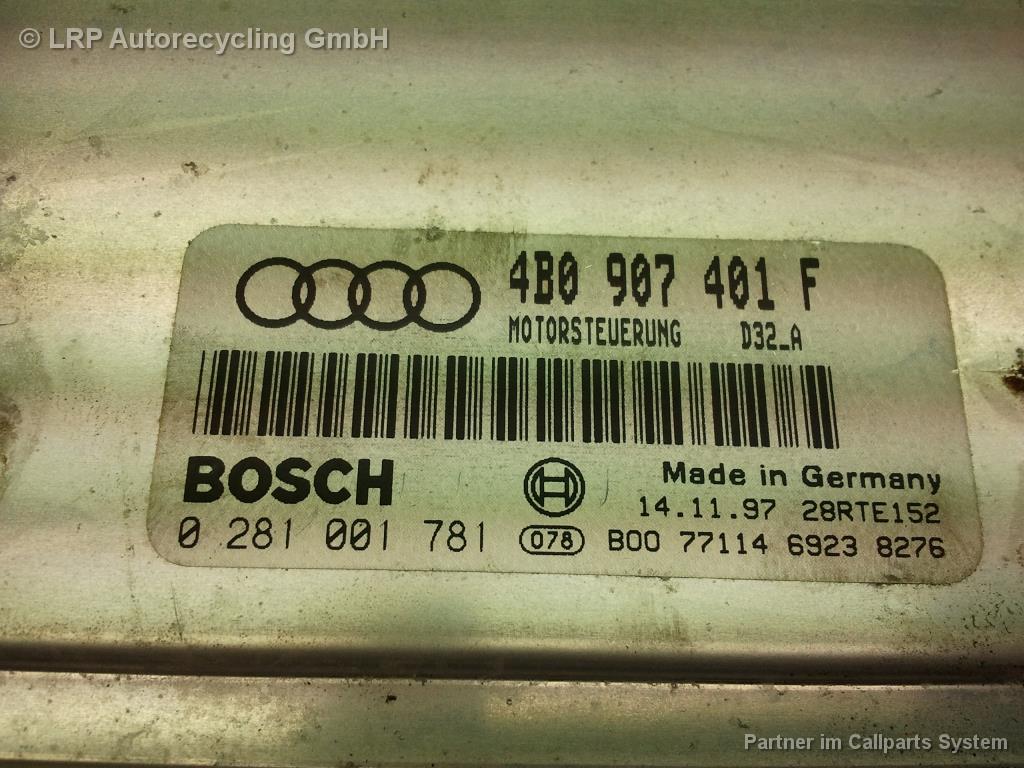 © LRP Autorecycling GmbH
4B0 907 401 F
MOTORSTEUERUNG D32_A
BOSCH
Made in Germany
14.11.97 28RTE152
0 281 001 781 078 B00 77114 6923 8276
Partner im Callparts System